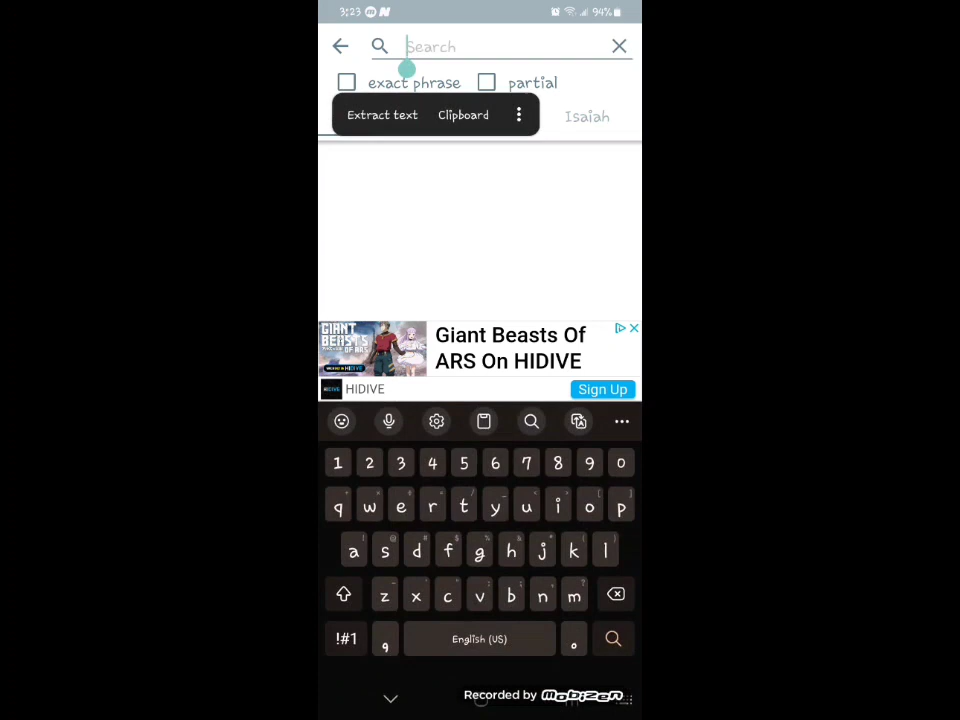 3:23 94%
Search
exact phrase partial
Extract text Clipboard
Isaiah
GIANT
BEASTS
OF ARS
Giant Beasts Of
ARS On HIDIVE
HIDIVE
Sign Up
1 2 3 4 5 6 7 8 9 0
q w e r t y u i o p
a s d f g h j k l
z x c v b n m
!#1 , English (US) .
Recorded by mobizen